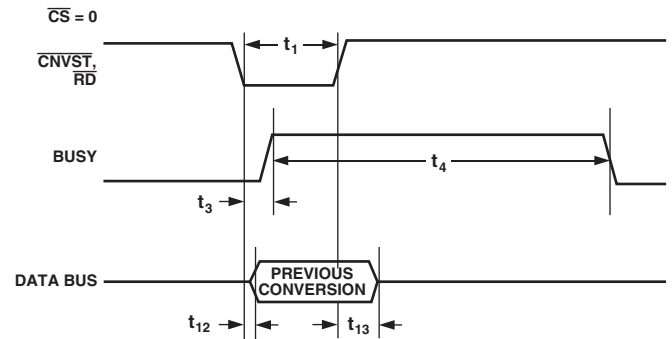 CS = 0
CNVST,
RD
t1
BUSY
t4
t3
DATA BUS
PREVIOUS
CONVERSION
t12
t13